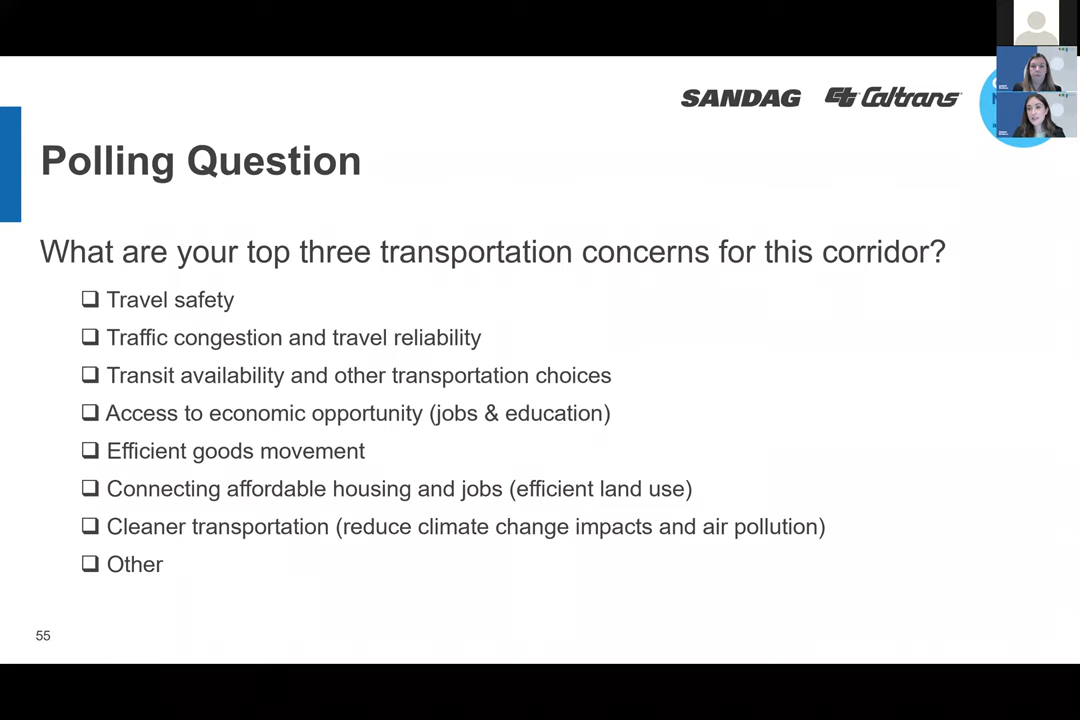 SANDAG Caltrans
Polling Question
What are your top three transportation concerns for this corridor?
Travel safety
Traffic congestion and travel reliability
Transit availability and other transportation choices
Access to economic opportunity (jobs & education)
Efficient goods movement
Connecting affordable housing and jobs (efficient land use)
Cleaner transportation (reduce climate change impacts and air pollution)
Other
55